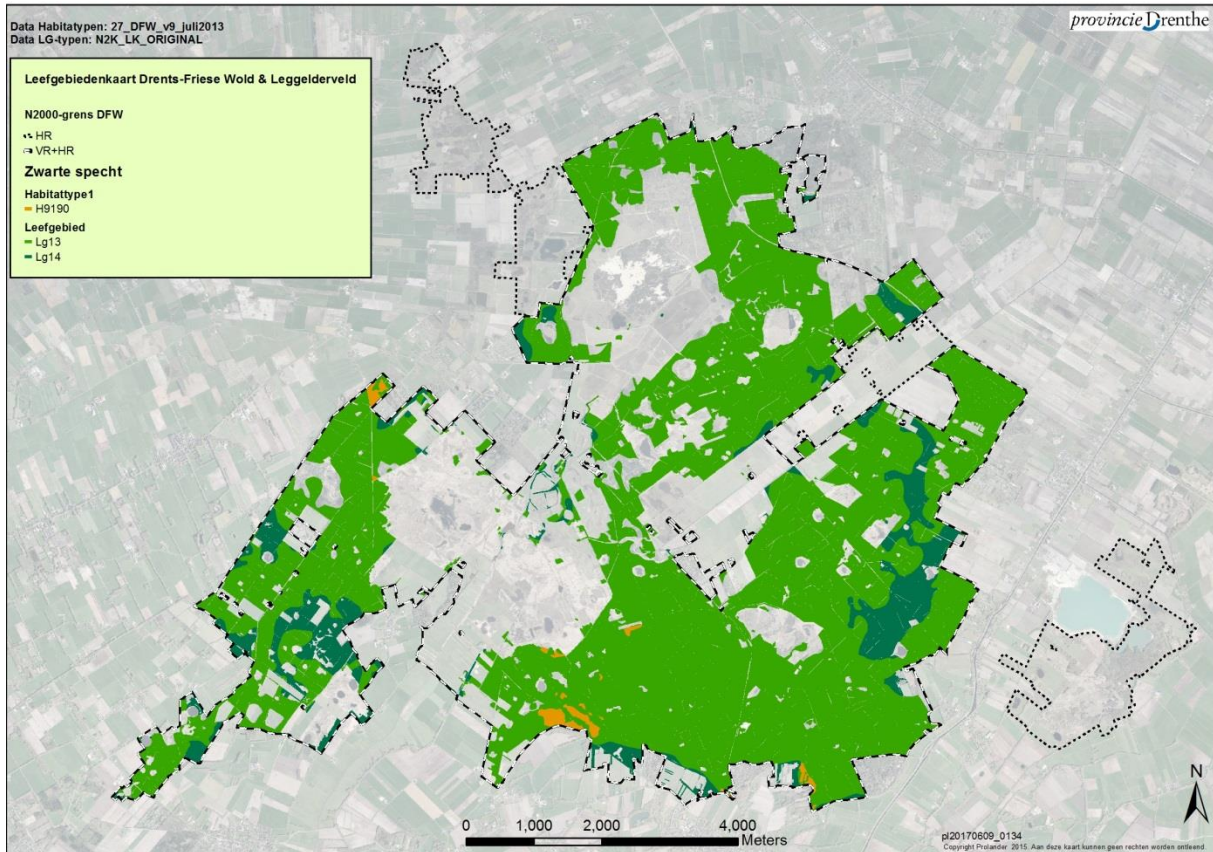 Data Habitatypen: 27_DFW_v9_juli2013
Data LG-typen: N2K_LK_ORIGINAL
provincie Drenthe
Leefgebiedenkaart Drents-Friese Wold & Leggelderveld
N2000-grens DFW
HR
VR+HR
Zwarte specht
Habitattype1
H9190
Leefgebied
Lg13
Lg14
N
0 1,000 2,000 4,000
Meters
pl20170609_0134
Copyright Prolander 2015. Aan deze kaart kunnen geen rechten worden ontleend.